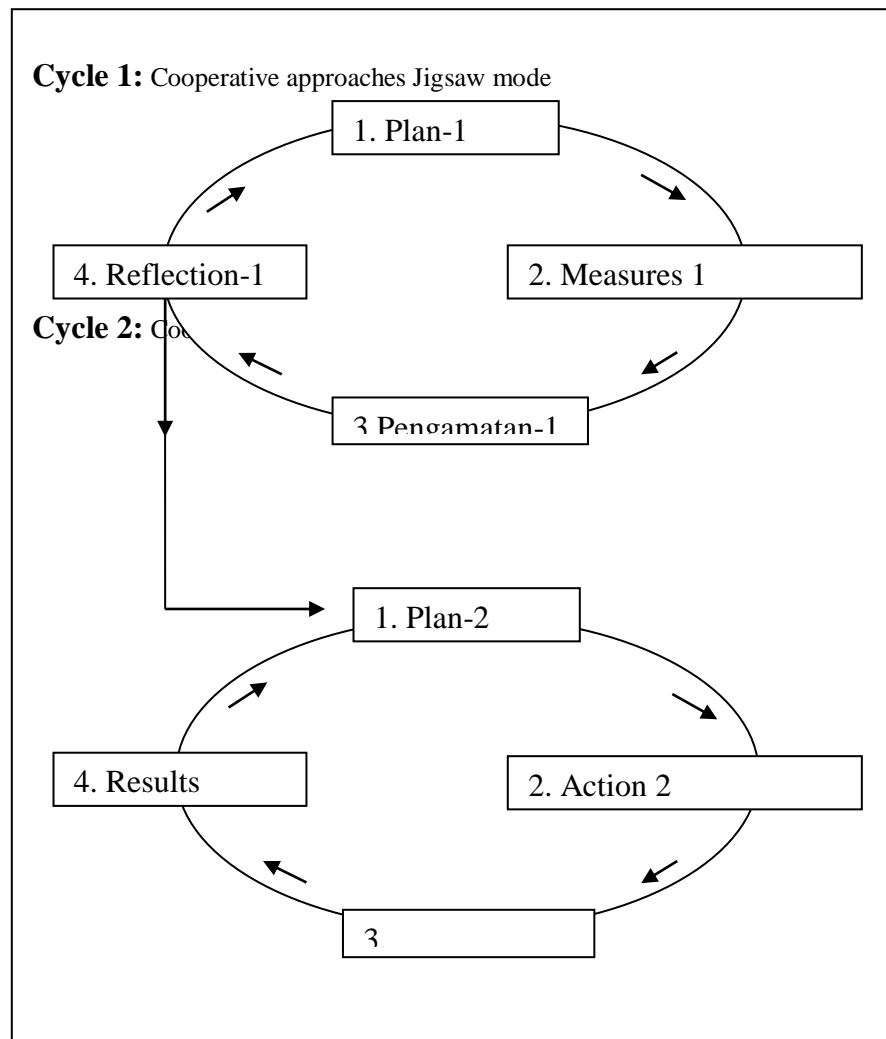 Cycle 1: Cooperative approaches Jigsaw mode
1. Plan-1
4. Reflection-1
2. Measures 1
Cycle 2:
3 Pengamatan-1
1. Plan-2
4. Results
2. Action 2
3